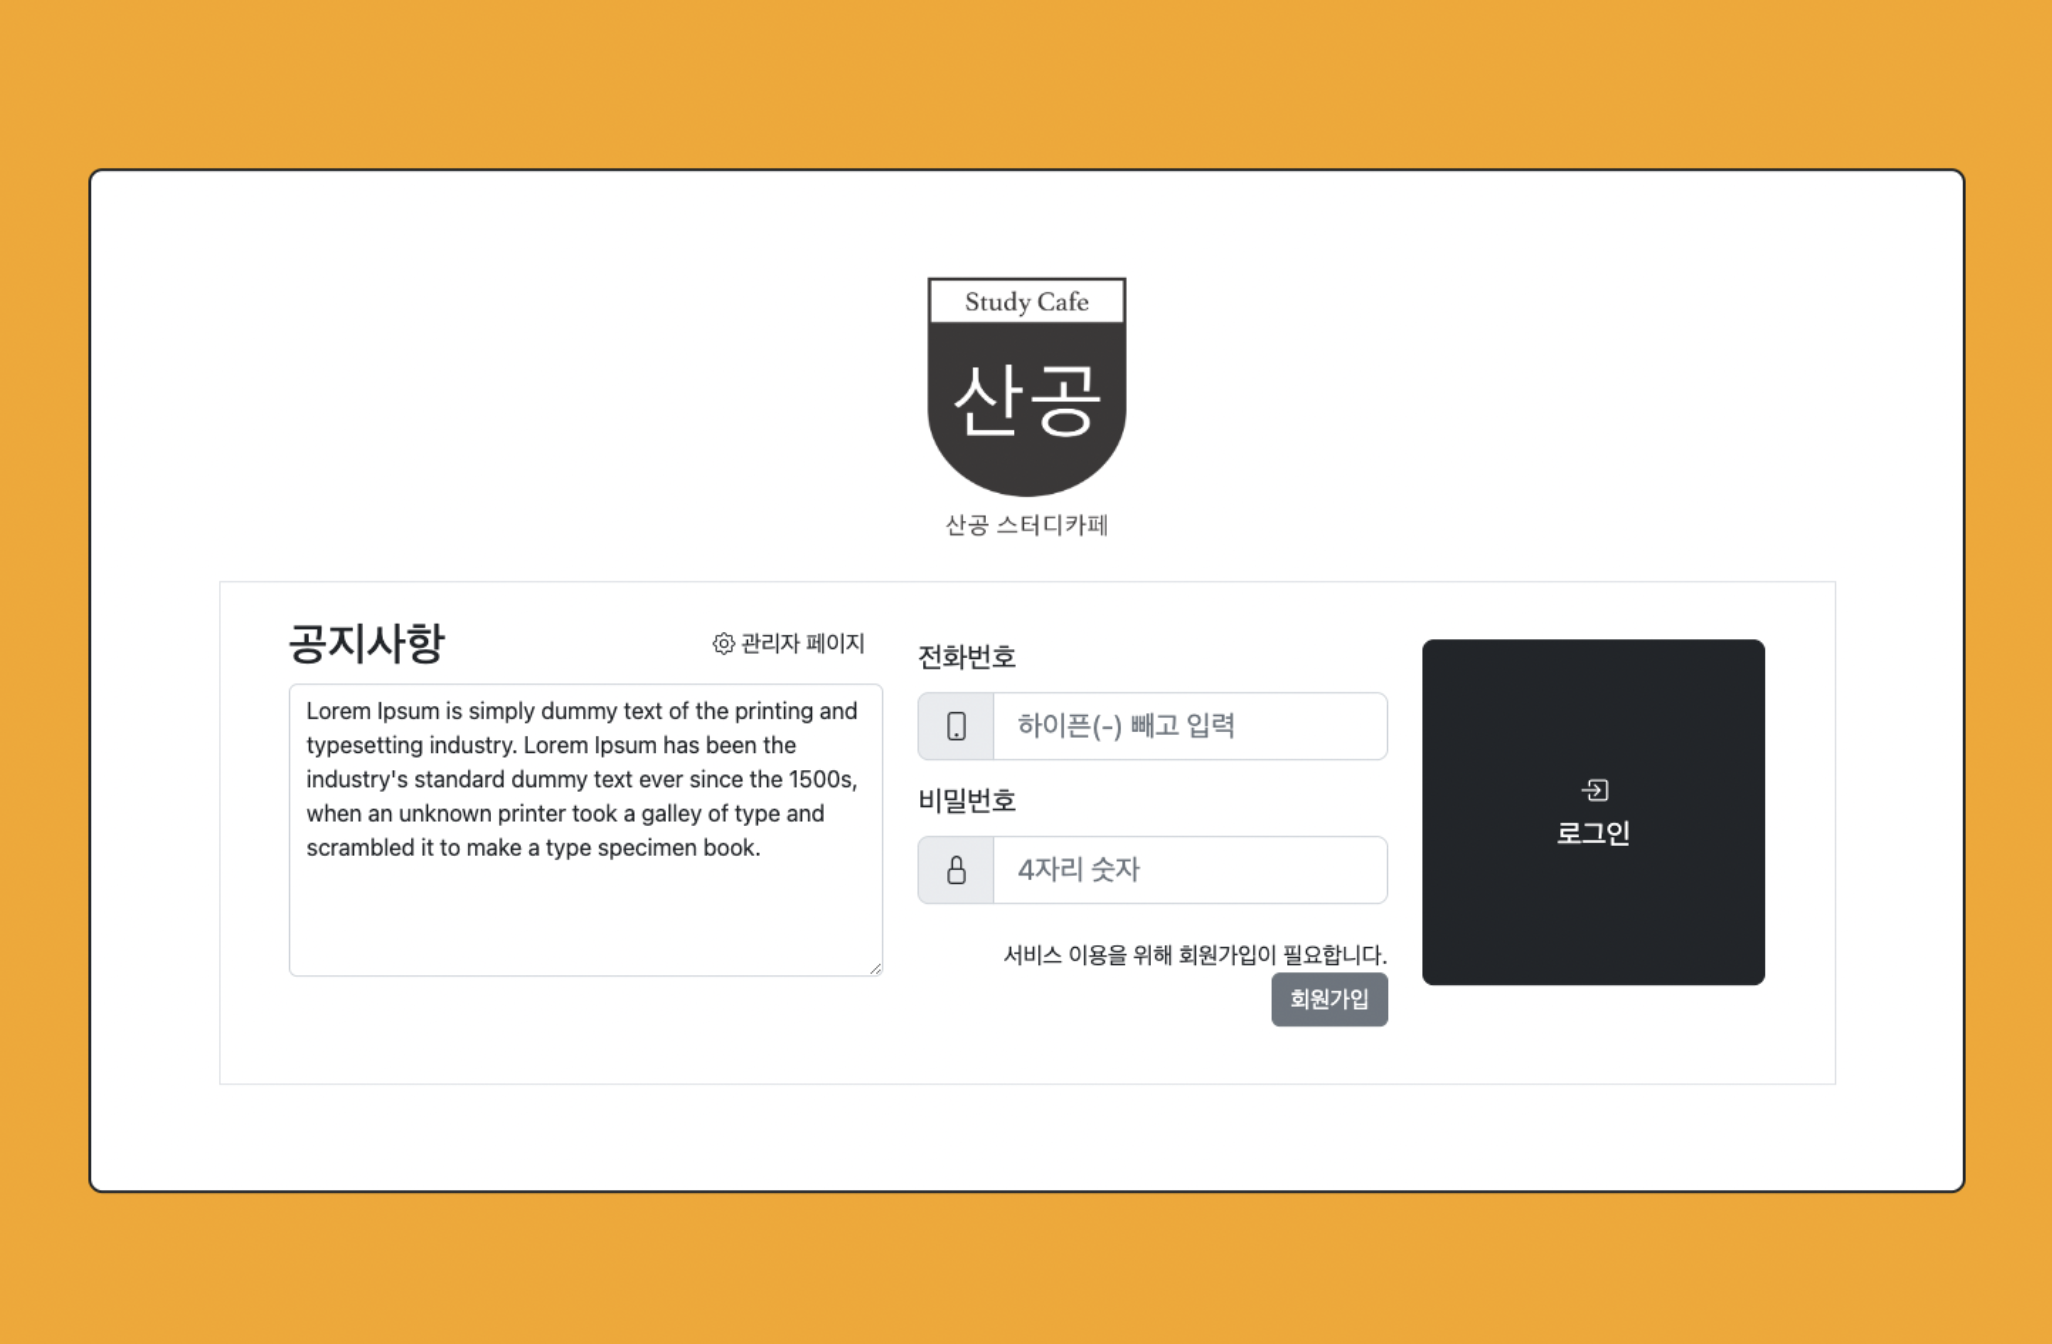 Study Cafe
산공
산공 스터디카페
공지사항
관리자 페이지
Lorem Ipsum is simply dummy text of the printing and
typesetting industry. Lorem Ipsum has been the
industry's standard dummy text ever since the 1500s,
when an unknown printer took a galley of type and
scrambled it to make a type specimen book.
전화번호
하이픈(-) 빼고 입력
비밀번호
4자리 숫자
서비스 이용을 위해 회원가입이 필요합니다.
회원가입
로그인